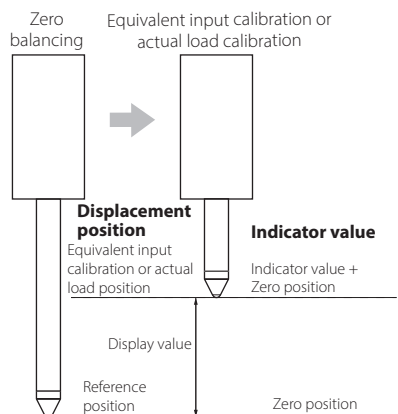 Zero
balancing
Equivalent input calibration or
actual load calibration
Displacement
position
Equivalent input
calibration or actual
load position
Indicator value
Indicator value +
Zero position
Display value
Reference
position
Zero position